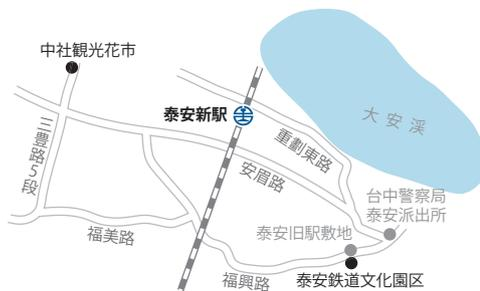 中社観光花市
泰安新駅
大安渓
三豊路5段
重劃東路
安眉路
台中警察局
泰安派出所
福美路
泰安旧駅敷地
福興路
泰安鉄道文化園区